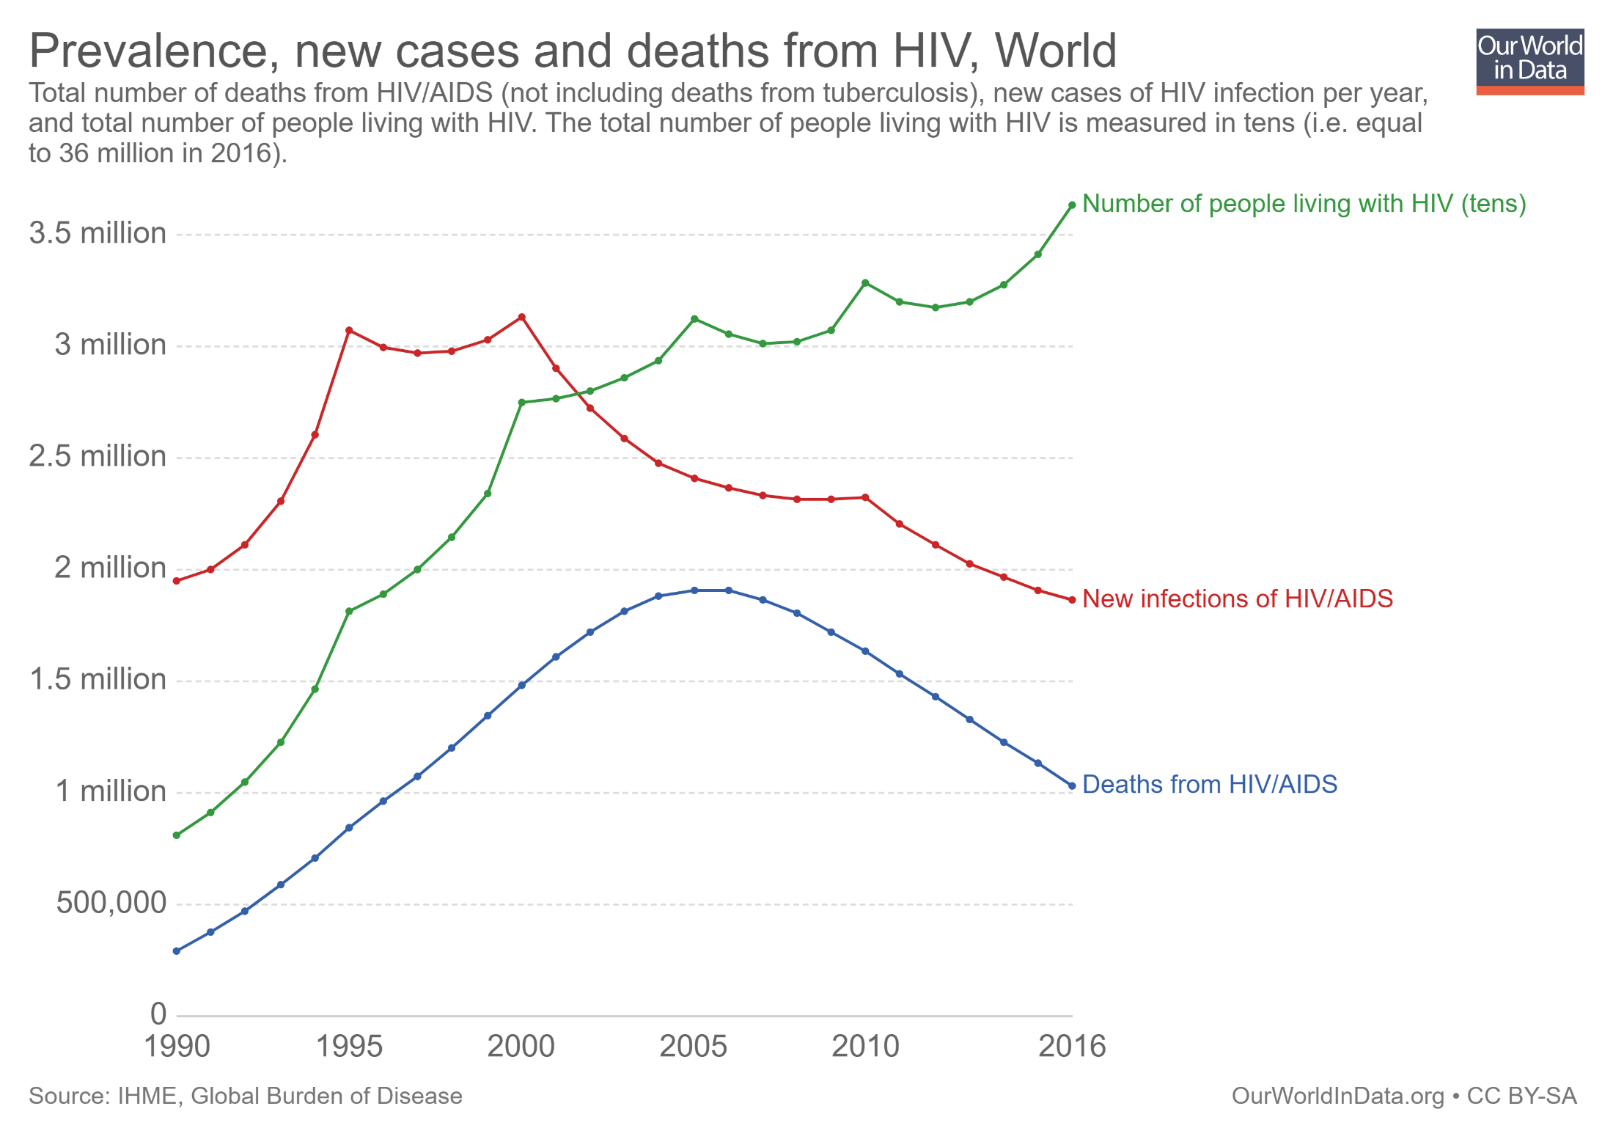 Prevalence, new cases and deaths from HIV, World
Our World
in Data
Total number of deaths from HIV/AIDS (not including deaths from tuberculosis), new cases of HIV infection per year,
and total number of people living with HIV. The total number of people living with HIV is measured in tens (i.e. equal
to 36 million in 2016).
Number of people living with HIV (tens)
3.5 million
3 million
2.5 million
2 million
New infections of HIV/AIDS
1.5 million
Deaths from HIV/AIDS
1 million
500,000
0
1990 1995 2000 2005 2010 2016
Source: IHME, Global Burden of Disease
OurWorldInData.org • CC BY-SA